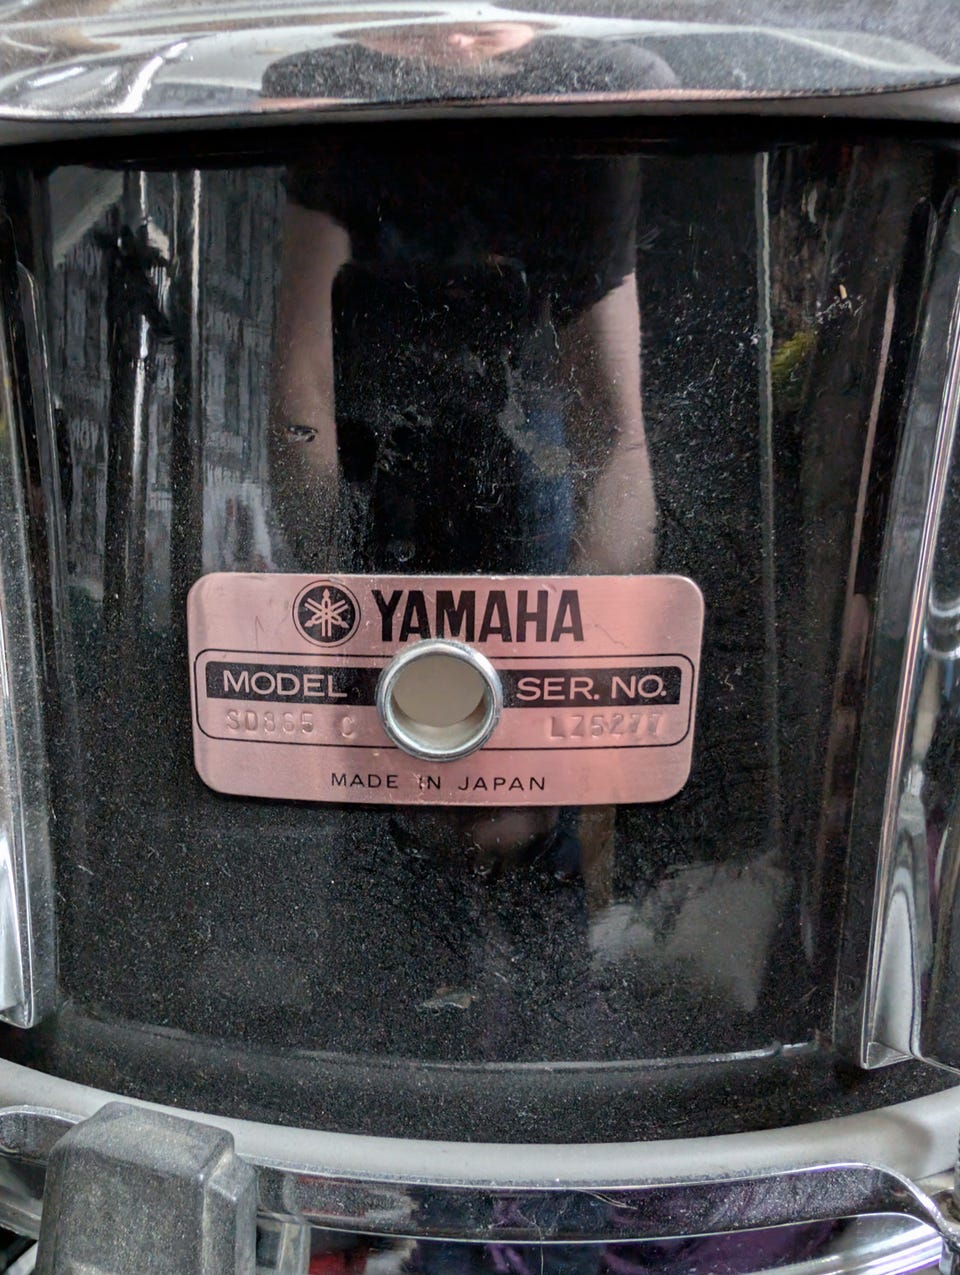 YAMAHA
MODEL SER. NO.
SD365 C LZ5277
MADE IN JAPAN